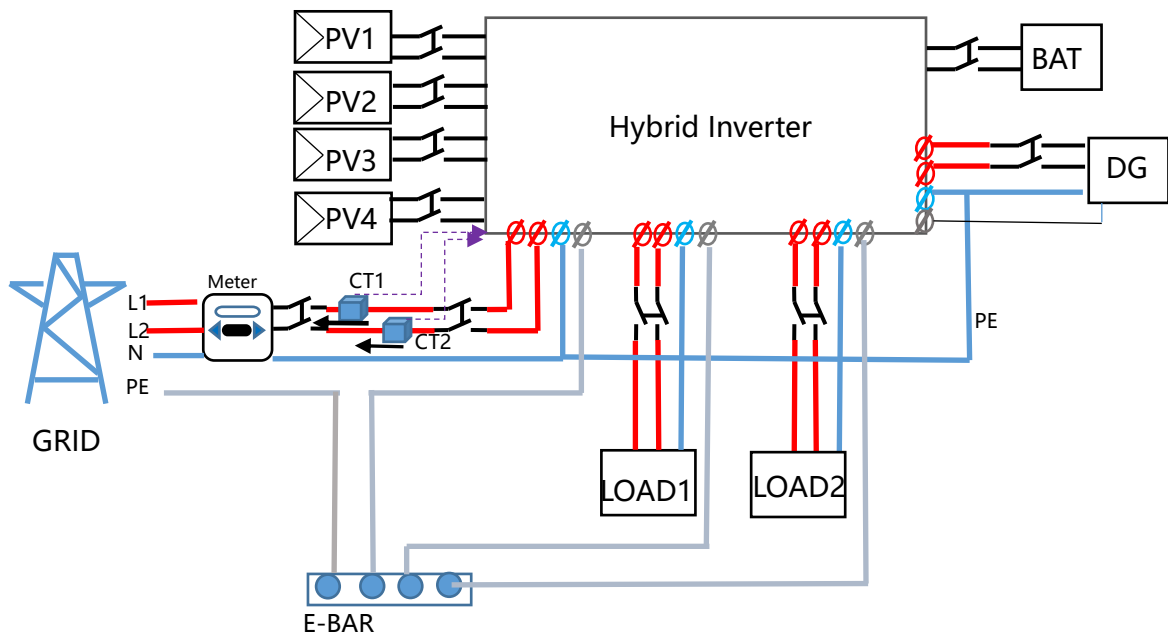 PV1
PV2
PV3
PV4
Hybrid Inverter
BAT
DG
Meter
CT1
CT2
L1
L2
N
PE
PE
GRID
LOAD1
LOAD2
E-BAR